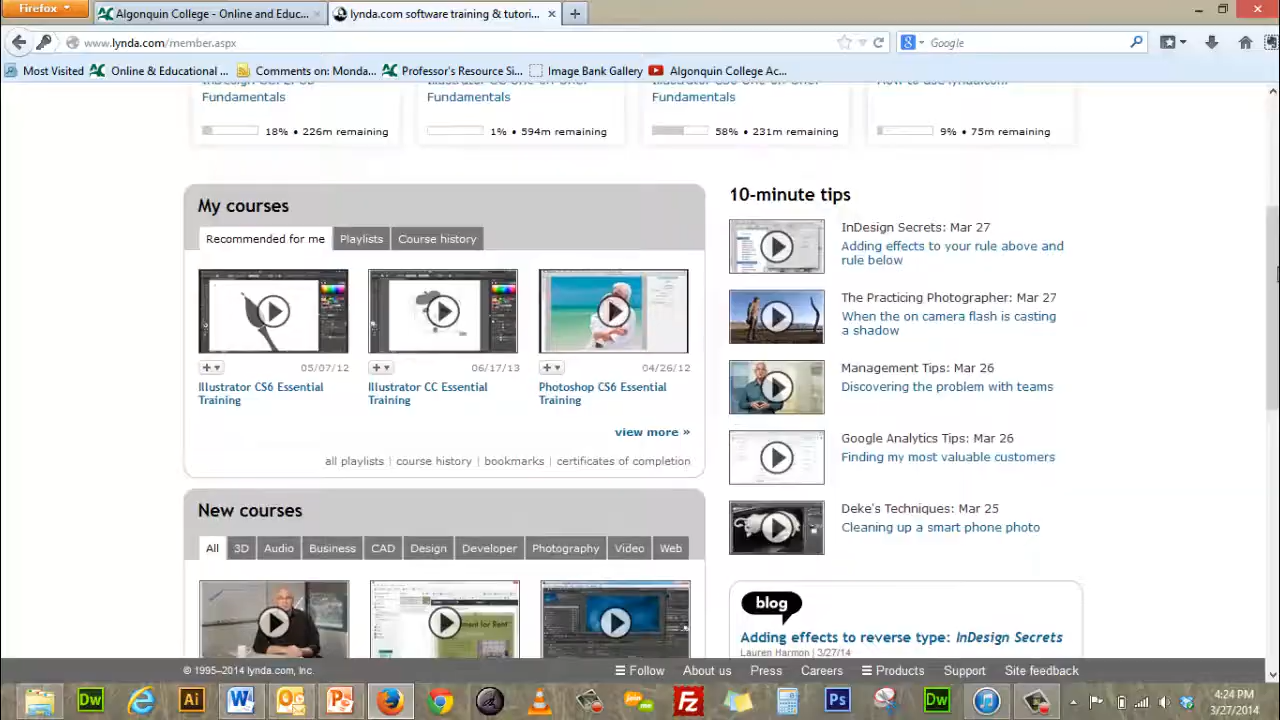 Firefox
Algonquin College - Online and Educ...
lynda.com software training & tutori...
www.lynda.com/member.aspx
Google
Most Visited
Online & Educational ...
Comments on: Monda...
Professor's Resource Si...
Image Bank Gallery
Algonquin College Ac...
Fundamentals
Fundamentals
Fundamentals
18% • 226m remaining
1% • 594m remaining
58% • 231m remaining
9% • 75m remaining
My courses
Recommended for me
Playlists
Course history
05/07/12
06/17/13
04/26/12
Illustrator CS6 Essential
Training
Illustrator CC Essential
Training
Photoshop CS6 Essential
Training
view more »
all playlists | course history | bookmarks | certificates of completion
10-minute tips
InDesign Secrets: Mar 27
Adding effects to your rule above and
rule below
The Practicing Photographer: Mar 27
When the on camera flash is casting
a shadow
Management Tips: Mar 26
Discovering the problem with teams
Google Analytics Tips: Mar 26
Finding my most valuable customers
Deke's Techniques: Mar 25
Cleaning up a smart phone photo
New courses
All
3D
Audio
Business
CAD
Design
Developer
Photography
Video
Web
blog
Adding effects to reverse type: InDesign Secrets
Lauren Harmon | 3/27/14
© 1995–2014 lynda.com, Inc.
Follow
About us
Press
Careers
Products
Support
Site feedback
Dw
Ai
Fz
Ps
Dw
4:24 PM
3/27/2014